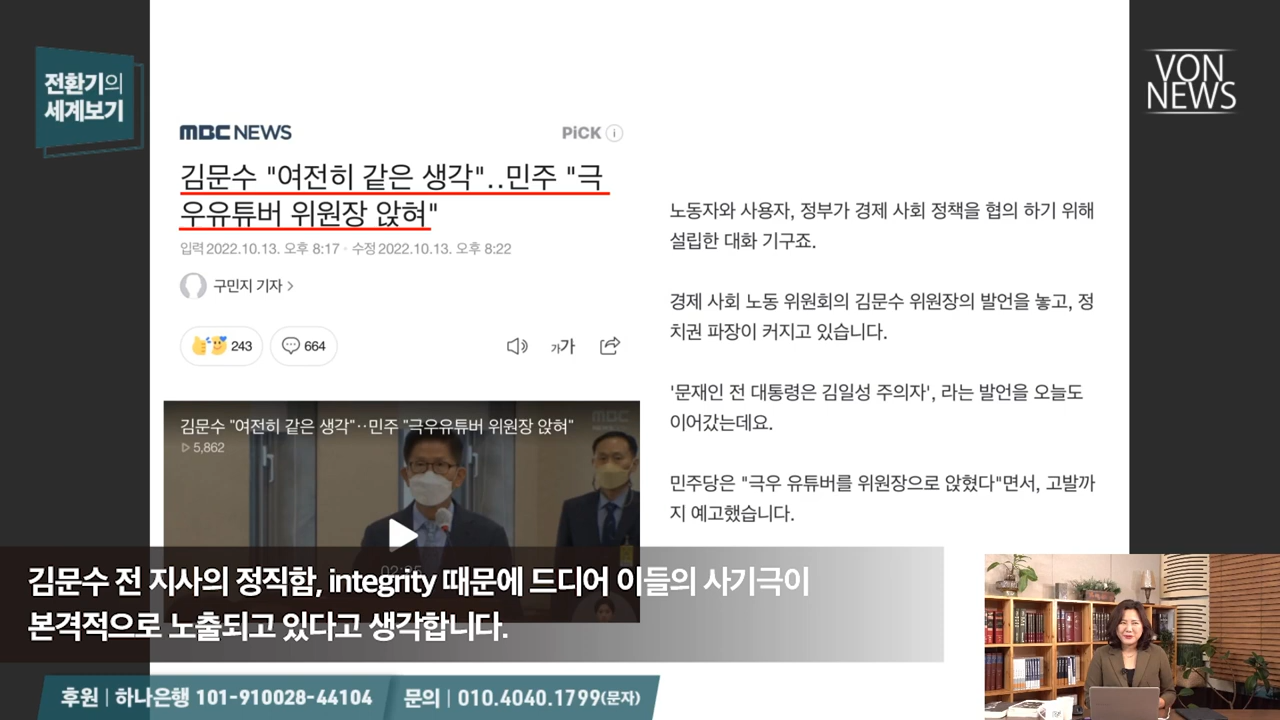 전환기의
세계보기
VON
NEWS
MBC NEWS
PiCK
김문수 "여전히 같은 생각"‥민주 "극
우유튜버 위원장 앉혀"
입력 2022.10.13. 오후 8:17 · 수정 2022.10.13. 오후 8:22
구민지 기자 >
243
664
가가
김문수 "여전히 같은 생각"‥민주 "극우유튜버 위원장 앉혀"
▷ 5,862
MBC
노동자와 사용자, 정부가 경제 사회 정책을 협의 하기 위해
설립한 대화 기구죠.
경제 사회 노동 위원회의 김문수 위원장의 발언을 놓고, 정
치권 파장이 커지고 있습니다.
'문재인 전 대통령은 김일성 주의자', 라는 발언을 오늘도
이어갔는데요.
민주당은 "극우 유튜버를 위원장으로 앉혔다"면서, 고발까
지 예고했습니다.
김문수 전 지사의 정직함, integrity 때문에 드디어 이들의 사기극이
본격적으로 노출되고 있다고 생각합니다.
후원 | 하나은행 101-910028-44104
문의 | 010.4040.1799(문자)